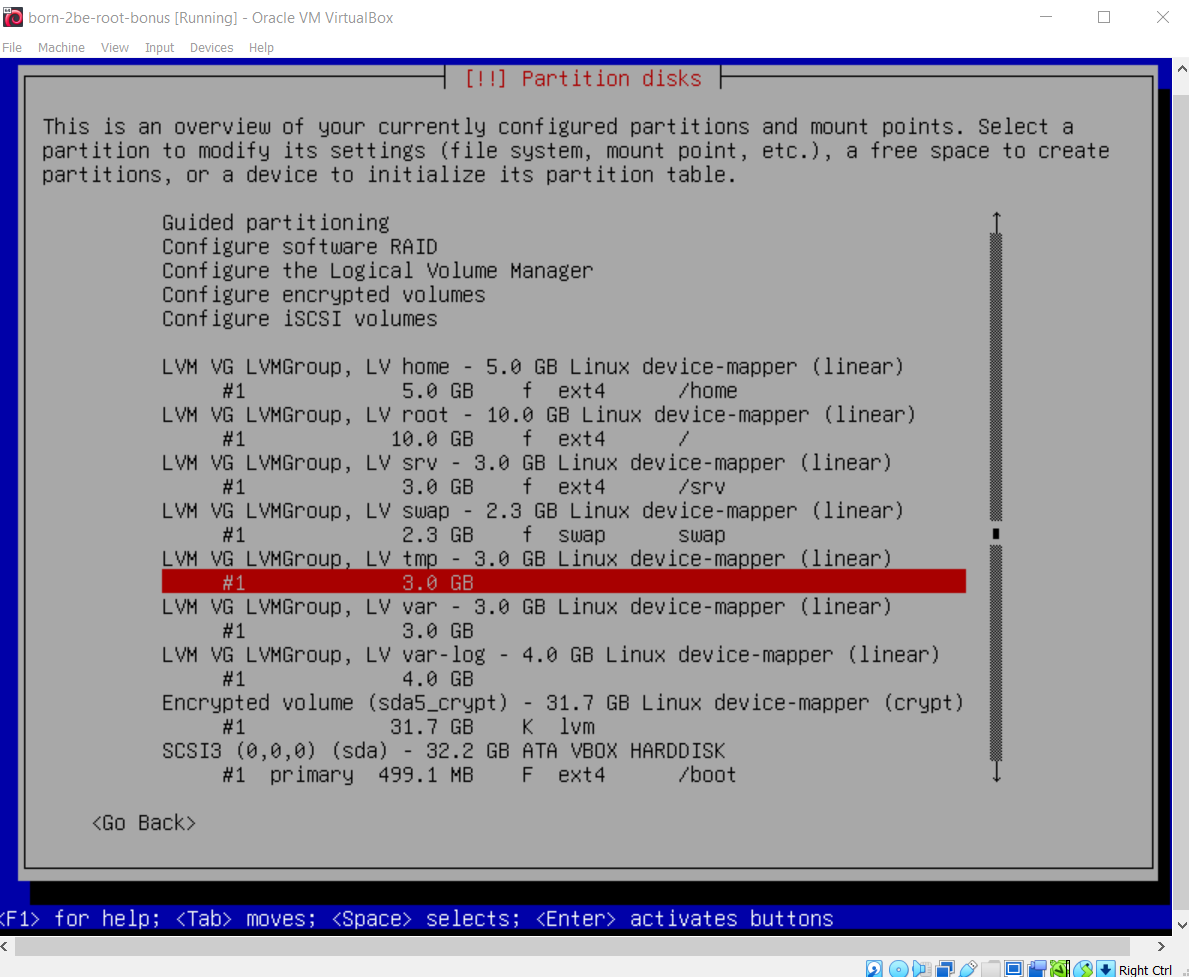 born-2be-root-bonus [Running] - Oracle VM VirtualBox
File Machine View Input Devices Help
[!!] Partition disks
This is an overview of your currently configured partitions and mount points. Select a
partition to modify its settings (file system, mount point, etc.), a free space to create
partitions, or a device to initialize its partition table.
Guided partitioning
Configure software RAID
Configure the Logical Volume Manager
Configure encrypted volumes
Configure iSCSI volumes
LVM VG LVMGroup, LV home - 5.0 GB Linux device-mapper (linear)
#1 5.0 GB f ext4 /home
LVM VG LVMGroup, LV root - 10.0 GB Linux device-mapper (linear)
#1 10.0 GB f ext4 /
LVM VG LVMGroup, LV srv - 3.0 GB Linux device-mapper (linear)
#1 3.0 GB f ext4 /srv
LVM VG LVMGroup, LV swap - 2.3 GB Linux device-mapper (linear)
#1 2.3 GB f swap swap
LVM VG LVMGroup, LV tmp - 3.0 GB Linux device-mapper (linear)
#1 3.0 GB
LVM VG LVMGroup, LV var - 3.0 GB Linux device-mapper (linear)
#1 3.0 GB
LVM VG LVMGroup, LV var-log - 4.0 GB Linux device-mapper (linear)
#1 4.0 GB
Encrypted volume (sda5_crypt) - 31.7 GB Linux device-mapper (crypt)
#1 31.7 GB K lvm
SCSI3 (0,0,0) (sda) - 32.2 GB ATA VBOX HARDDISK
#1 primary 499.1 MB F ext4 /boot
<Go Back>
<F1> for help; <Tab> moves; <Space> selects; <Enter> activates buttons
Right Ctrl